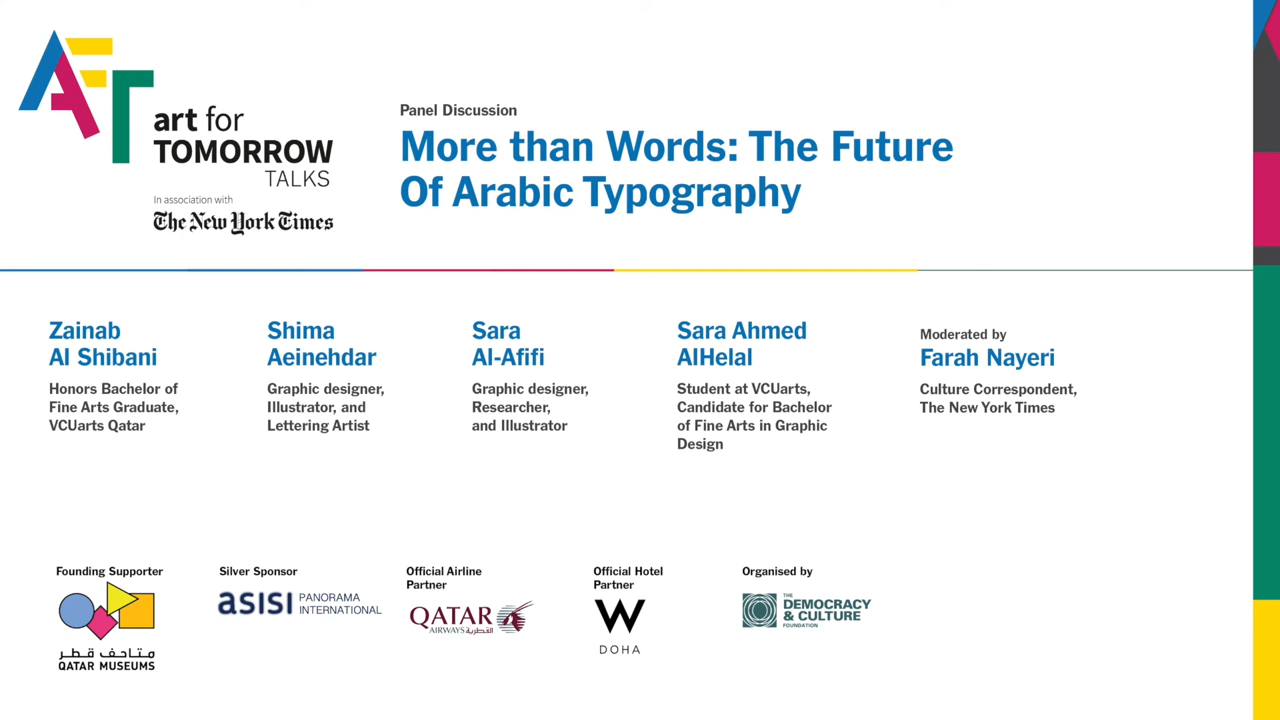 AFT
art for
TOMORROW
TALKS
In association with
The New York Times
Panel Discussion
More than Words: The Future
Of Arabic Typography
Zainab
Al Shibani
Honors Bachelor of
Fine Arts Graduate,
VCUarts Qatar
Shima
Aeinehdar
Graphic designer,
Illustrator, and
Lettering Artist
Sara
Al-Afifi
Graphic designer,
Researcher,
and Illustrator
Sara Ahmed
AlHelal
Student at VCUarts,
Candidate for Bachelor
of Fine Arts in Graphic
Design
Moderated by
Farah Nayeri
Culture Correspondent,
The New York Times
Founding Supporter
متاحف قطر
QATAR MUSEUMS
Silver Sponsor
asisi PANORAMA
INTERNATIONAL
Official Airline
Partner
QATAR
AIRWAYS القطرية
Official Hotel
Partner
W
DOHA
Organised by
THE
DEMOCRACY
& CULTURE
FOUNDATION